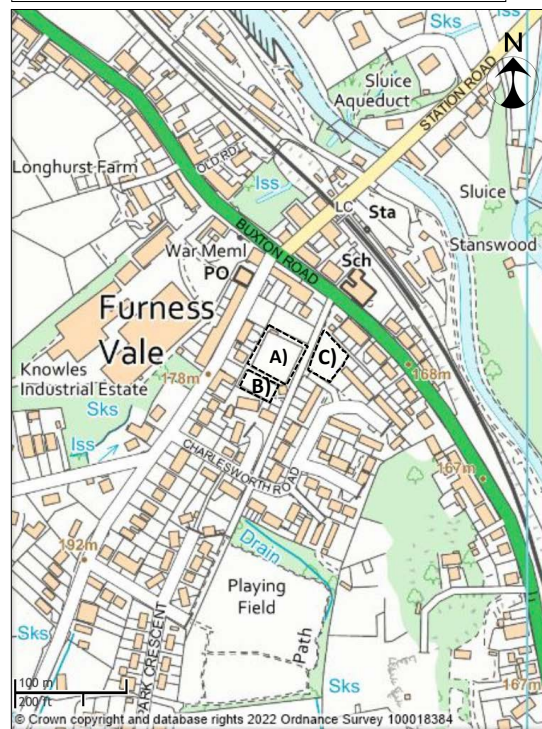 Iss
Sks
N
Sluice
Aqueduct
STATION ROAD
OLD RD
Longhurst Farm
Iss
Sluice
LC
Sta
BUXTON ROAD
Stanswood
War Meml
PO
Sch
Furness
Vale
A)
C)
B)
168m
Knowles
Industrial Estate
178m
Sks
Iss
CHARLESWORTH ROAD
167m
Drain
192m
Playing
Field
Path
Sks
PARK CRESCENT
Sks
167m
100 m
200 ft
© Crown copyright and database rights 2022 Ordnance Survey 100018384